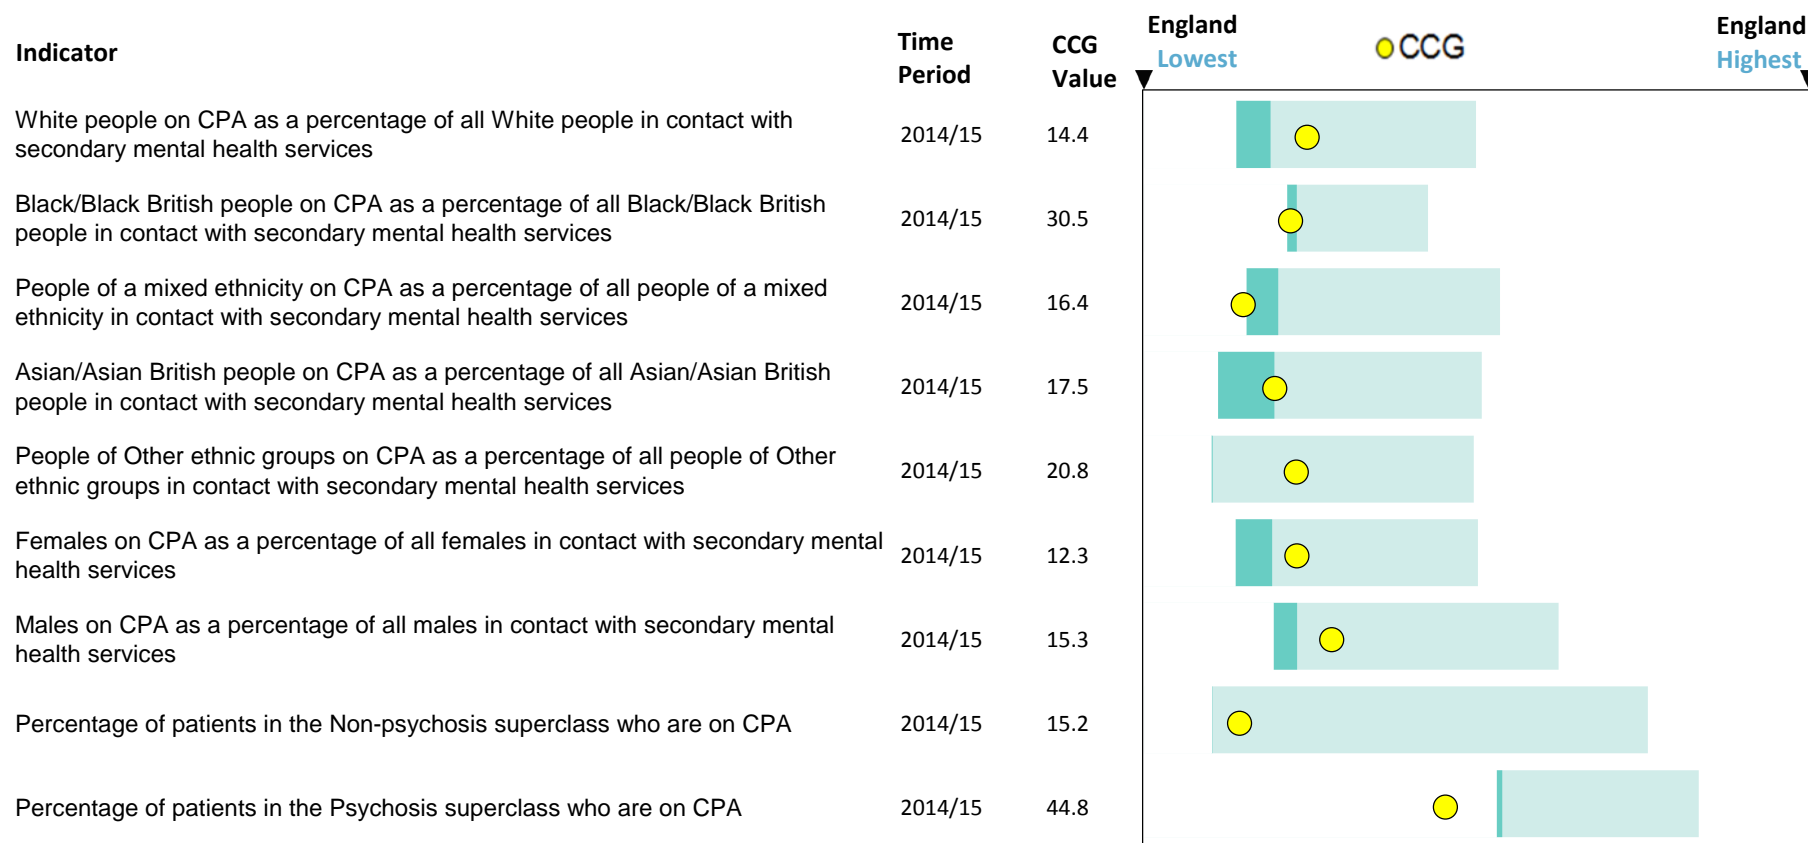 Indicator
Time
Period
CCG
Value
England
Lowest
CCG
England
Highest
White people on CPA as a percentage of all White people in contact with
secondary mental health services
2014/15
14.4
Black/Black British people on CPA as a percentage of all Black/Black British
people in contact with secondary mental health services
2014/15
30.5
People of a mixed ethnicity on CPA as a percentage of all people of a mixed
ethnicity in contact with secondary mental health services
2014/15
16.4
Asian/Asian British people on CPA as a percentage of all Asian/Asian British
people in contact with secondary mental health services
2014/15
17.5
People of Other ethnic groups on CPA as a percentage of all people of Other
ethnic groups in contact with secondary mental health services
2014/15
20.8
Females on CPA as a percentage of all females in contact with secondary mental
health services
2014/15
12.3
Males on CPA as a percentage of all males in contact with secondary mental
health services
2014/15
15.3
Percentage of patients in the Non-psychosis superclass who are on CPA
2014/15
15.2
Percentage of patients in the Psychosis superclass who are on CPA
2014/15
44.8